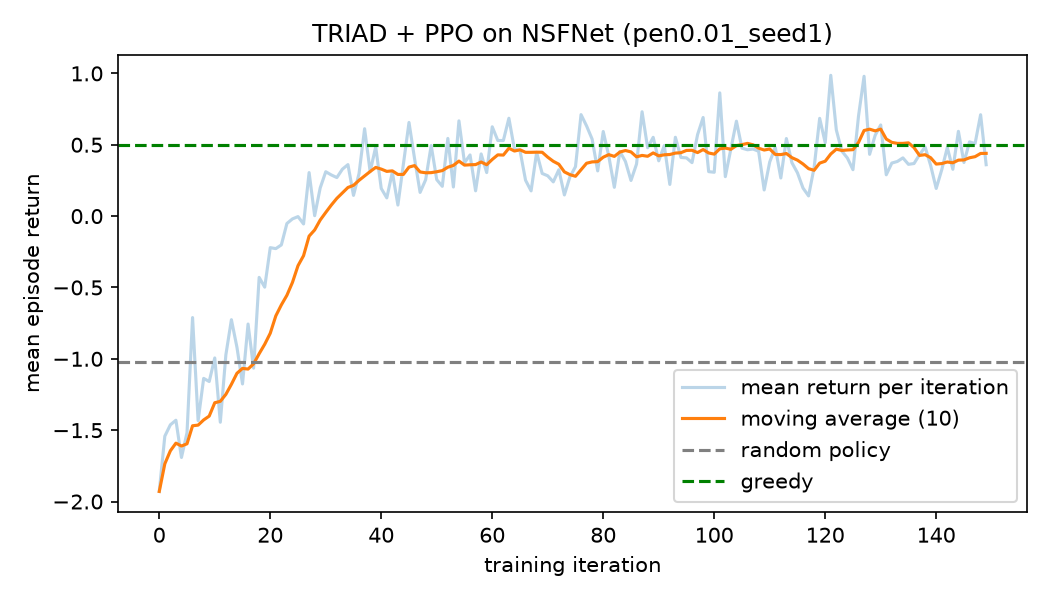 TRIAD + PPO on NSFNet (pen0.01_seed1)
mean episode return
1.0
0.5
0.0
−0.5
−1.0
−1.5
−2.0
0 20 40 60 80 100 120 140
training iteration
mean return per iteration
moving average (10)
random policy
greedy